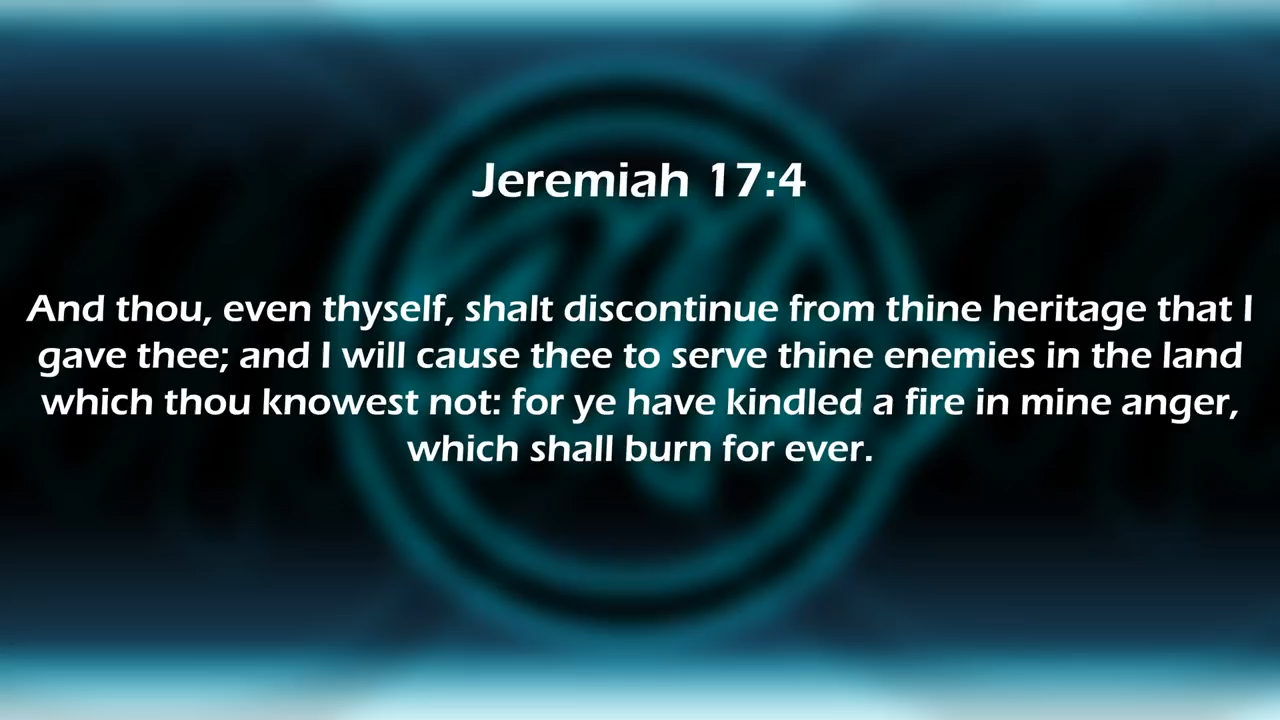 Jeremiah 17:4
And thou, even thyself, shalt discontinue from thine heritage that I
gave thee; and I will cause thee to serve thine enemies in the land
which thou knowest not: for ye have kindled a fire in mine anger,
which shall burn for ever.